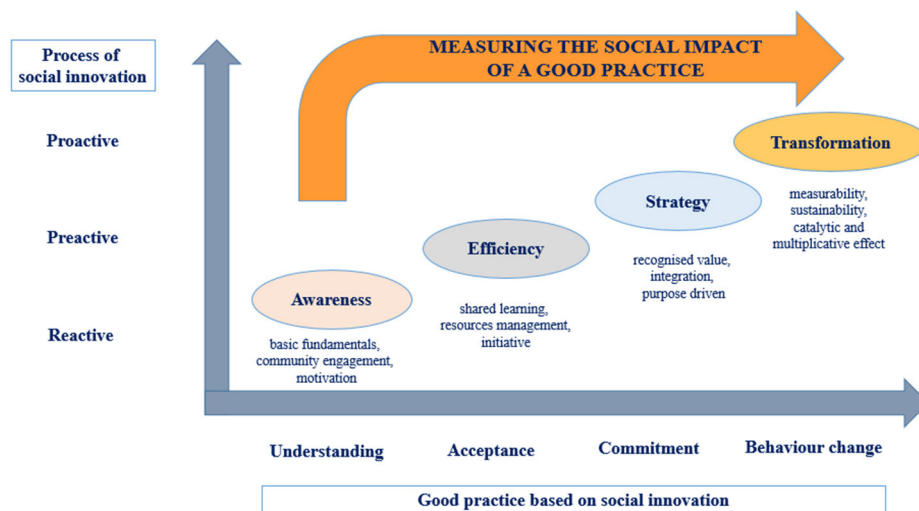 Process of
social innovation
MEASURING THE SOCIAL IMPACT
OF A GOOD PRACTICE
Proactive
Preactive
Reactive
Transformation
measurability,
sustainability,
catalytic and
multiplicative effect
Strategy
recognised value,
integration,
purpose driven
Efficiency
shared learning,
resources management,
initiative
Awareness
basic fundamentals,
community engagement,
motivation
Understanding
Acceptance
Commitment
Behaviour change
Good practice based on social innovation